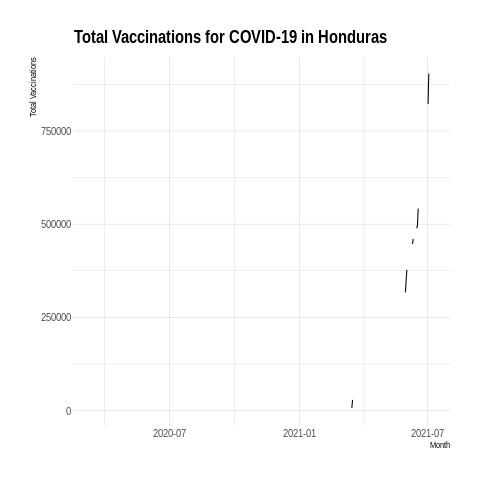 Total Vaccinations for COVID-19 in Honduras
Total Vaccinations
750000
500000
250000
0
2020-07 2021-01 2021-07
Month